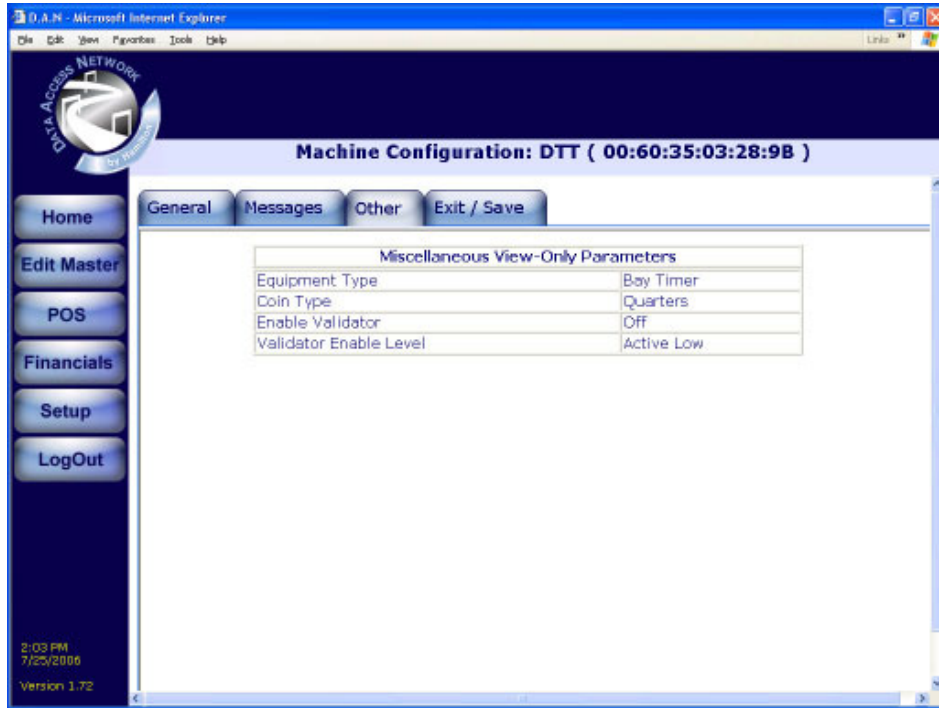 D.A.N - Microsoft Internet Explorer
File Edit View Favorites Tools Help
Links »
DATA ACCESS NETWORK
by Hamilton
Machine Configuration: DTT ( 00:60:35:03:28:9B )
General Messages Other Exit / Save
Home
Edit Master
POS
Financials
Setup
LogOut
Miscellaneous View-Only Parameters
Equipment Type Bay Timer
Coin Type Quarters
Enable Validator Off
Validator Enable Level Active Low
2:03 PM
7/25/2006
Version 1.72